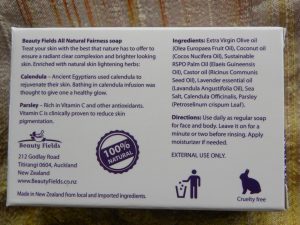 Beauty Fields All Natural Fairness soap
Treat your skin with the best that nature has to offer to
ensure a radiant clear complexion and brighter looking
skin. Enriched with natural skin lightening herbs:
Calendula – Ancient Egyptians used calendula to
rejuvenate their skin. Bathing in calendula infusion was
thought to give one a healthy glow.
Parsley – Rich in Vitamin C and other antioxidants.
Vitamin C is clinically proven to reduce skin
pigmentation.
Beauty Fields
212 Godley Road
Titirangi 0604, Auckland
New Zealand
www.BeautyFields.co.nz
100%
NATURAL
Made in New Zealand from local and imported ingredients.
Ingredients: Extra Virgin Olive oil
(Olea Europaea Fruit Oil), Coconut oil
(Cocos Nucifera Oil), Sustainable
RSPO Palm Oil (Elaeis Guineensis
Oil), Castor oil (Ricinus Communis
Seed Oil), Lavender essential oil
(Lavandula Angustifolia Oil), Sea
Salt, Calendula Officinalis, Parsley
(Petroselinum crispum Leaf).
Directions: Use daily as regular soap
for face and body. Leave it on for a
minute or two before rinsing. Apply
moisturizer if needed.
EXTERNAL USE ONLY.
Cruelty free